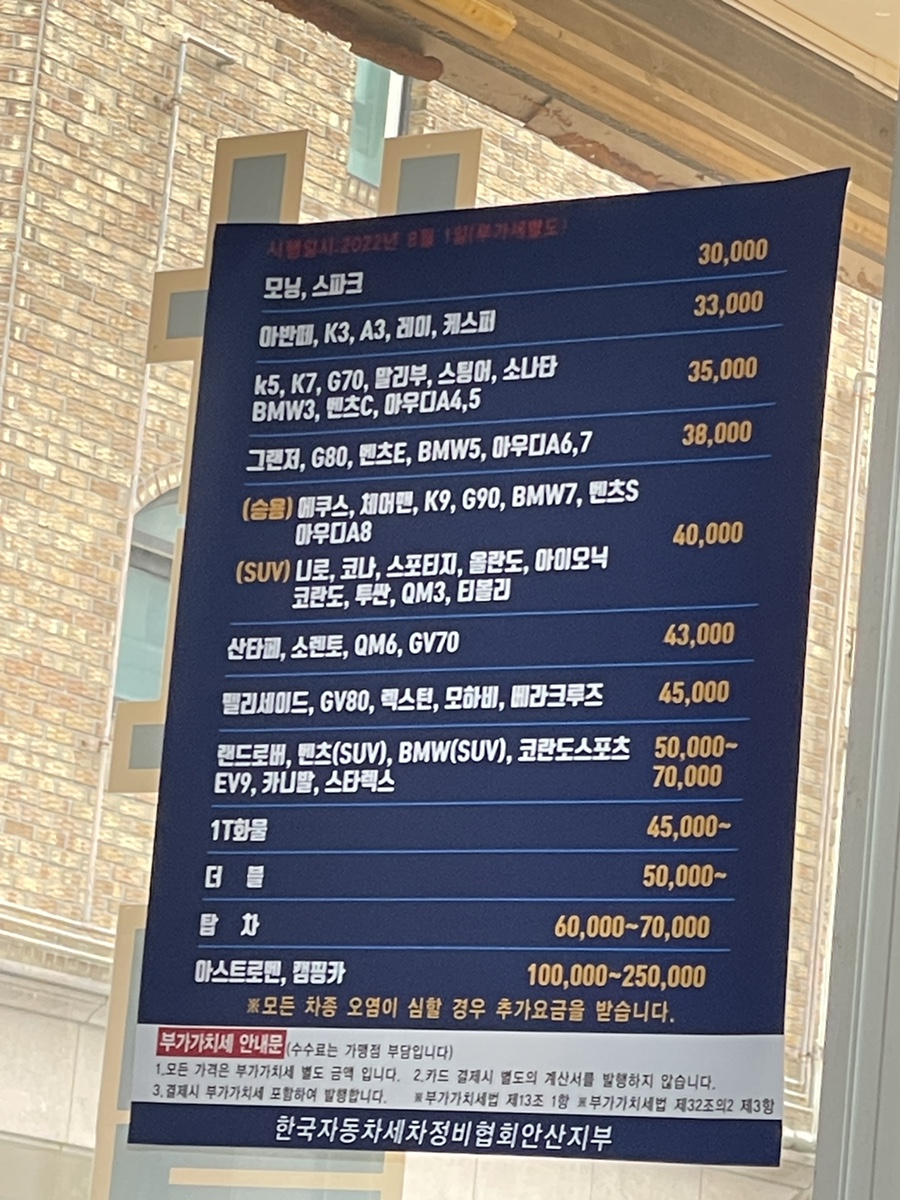 시행일시:2022년 8월 1일(부가세별도)
모닝, 스파크 30,000
아반떼, K3, A3, 레이, 캐스퍼 33,000
k5, K7, G70, 말리부, 스팅어, 소나타
BMW3, 벤츠C, 아우디A4,5 35,000
그랜저, G80, 벤츠E, BMW5, 아우디A6,7 38,000
(승용) 에쿠스, 체어맨, K9, G90, BMW7, 벤츠S
아우디A8
40,000
(SUV) 니로, 코나, 스포티지, 올란도, 아이오닉
코란도, 투싼, QM3, 티볼리
산타페, 소렌토, QM6, GV70 43,000
펠리세이드, GV80, 렉스턴, 모하비, 베라크루즈 45,000
랜드로버, 벤츠(SUV), BMW(SUV), 코란도스포츠 50,000~
EV9, 카니발, 스타렉스 70,000
1T화물 45,000~
더 블 50,000~
탑 차 60,000~70,000
아스트로벤, 캠핑카 100,000~250,000
※모든 차종 오염이 심할 경우 추가요금을 받습니다.
부가가치세 안내문 (수수료는 가맹점 부담입니다)
1.모든 가격은 부가가치세 별도 금액 입니다. 2.카드 결제시 별도의 계산서를 발행하지 않습니다.
3.결제시 부가가치세 포함하여 발행합니다. ※부가가치세법 제13조 1항 ※부가가치세법 제32조의2 제3항
한국자동차세차정비협회안산지부